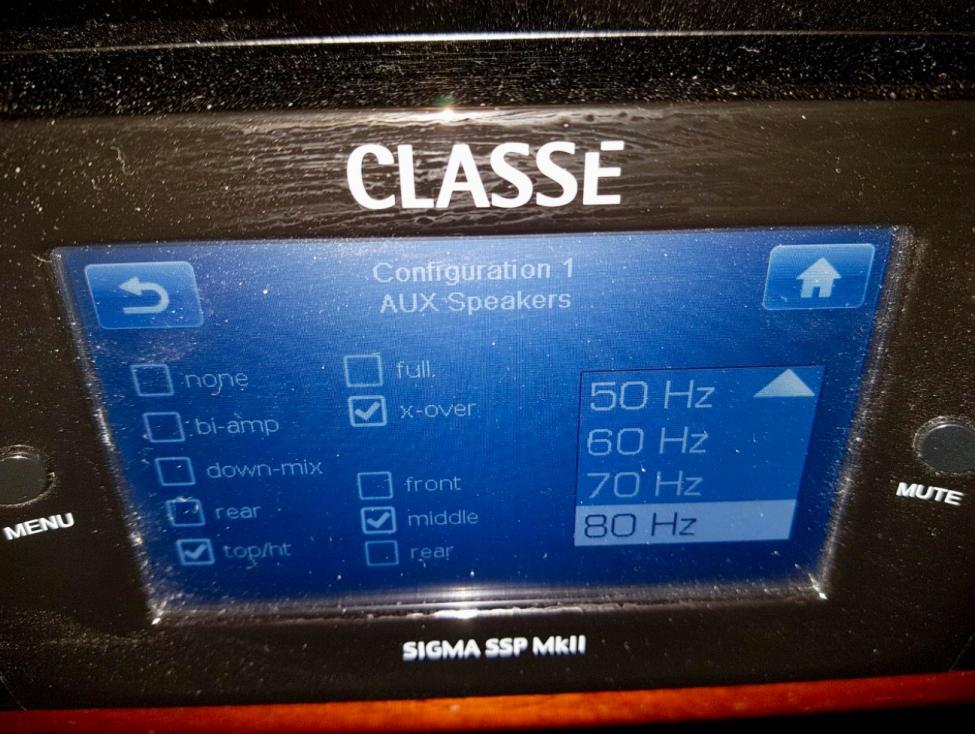 CLASSĒ
Configuration 1
AUX Speakers
none
bi-amp
down-mix
rear
top/ht
full
x-over
front
middle
rear
50 Hz
60 Hz
70 Hz
80 Hz
MENU
MUTE
SIGMA SSP MkII